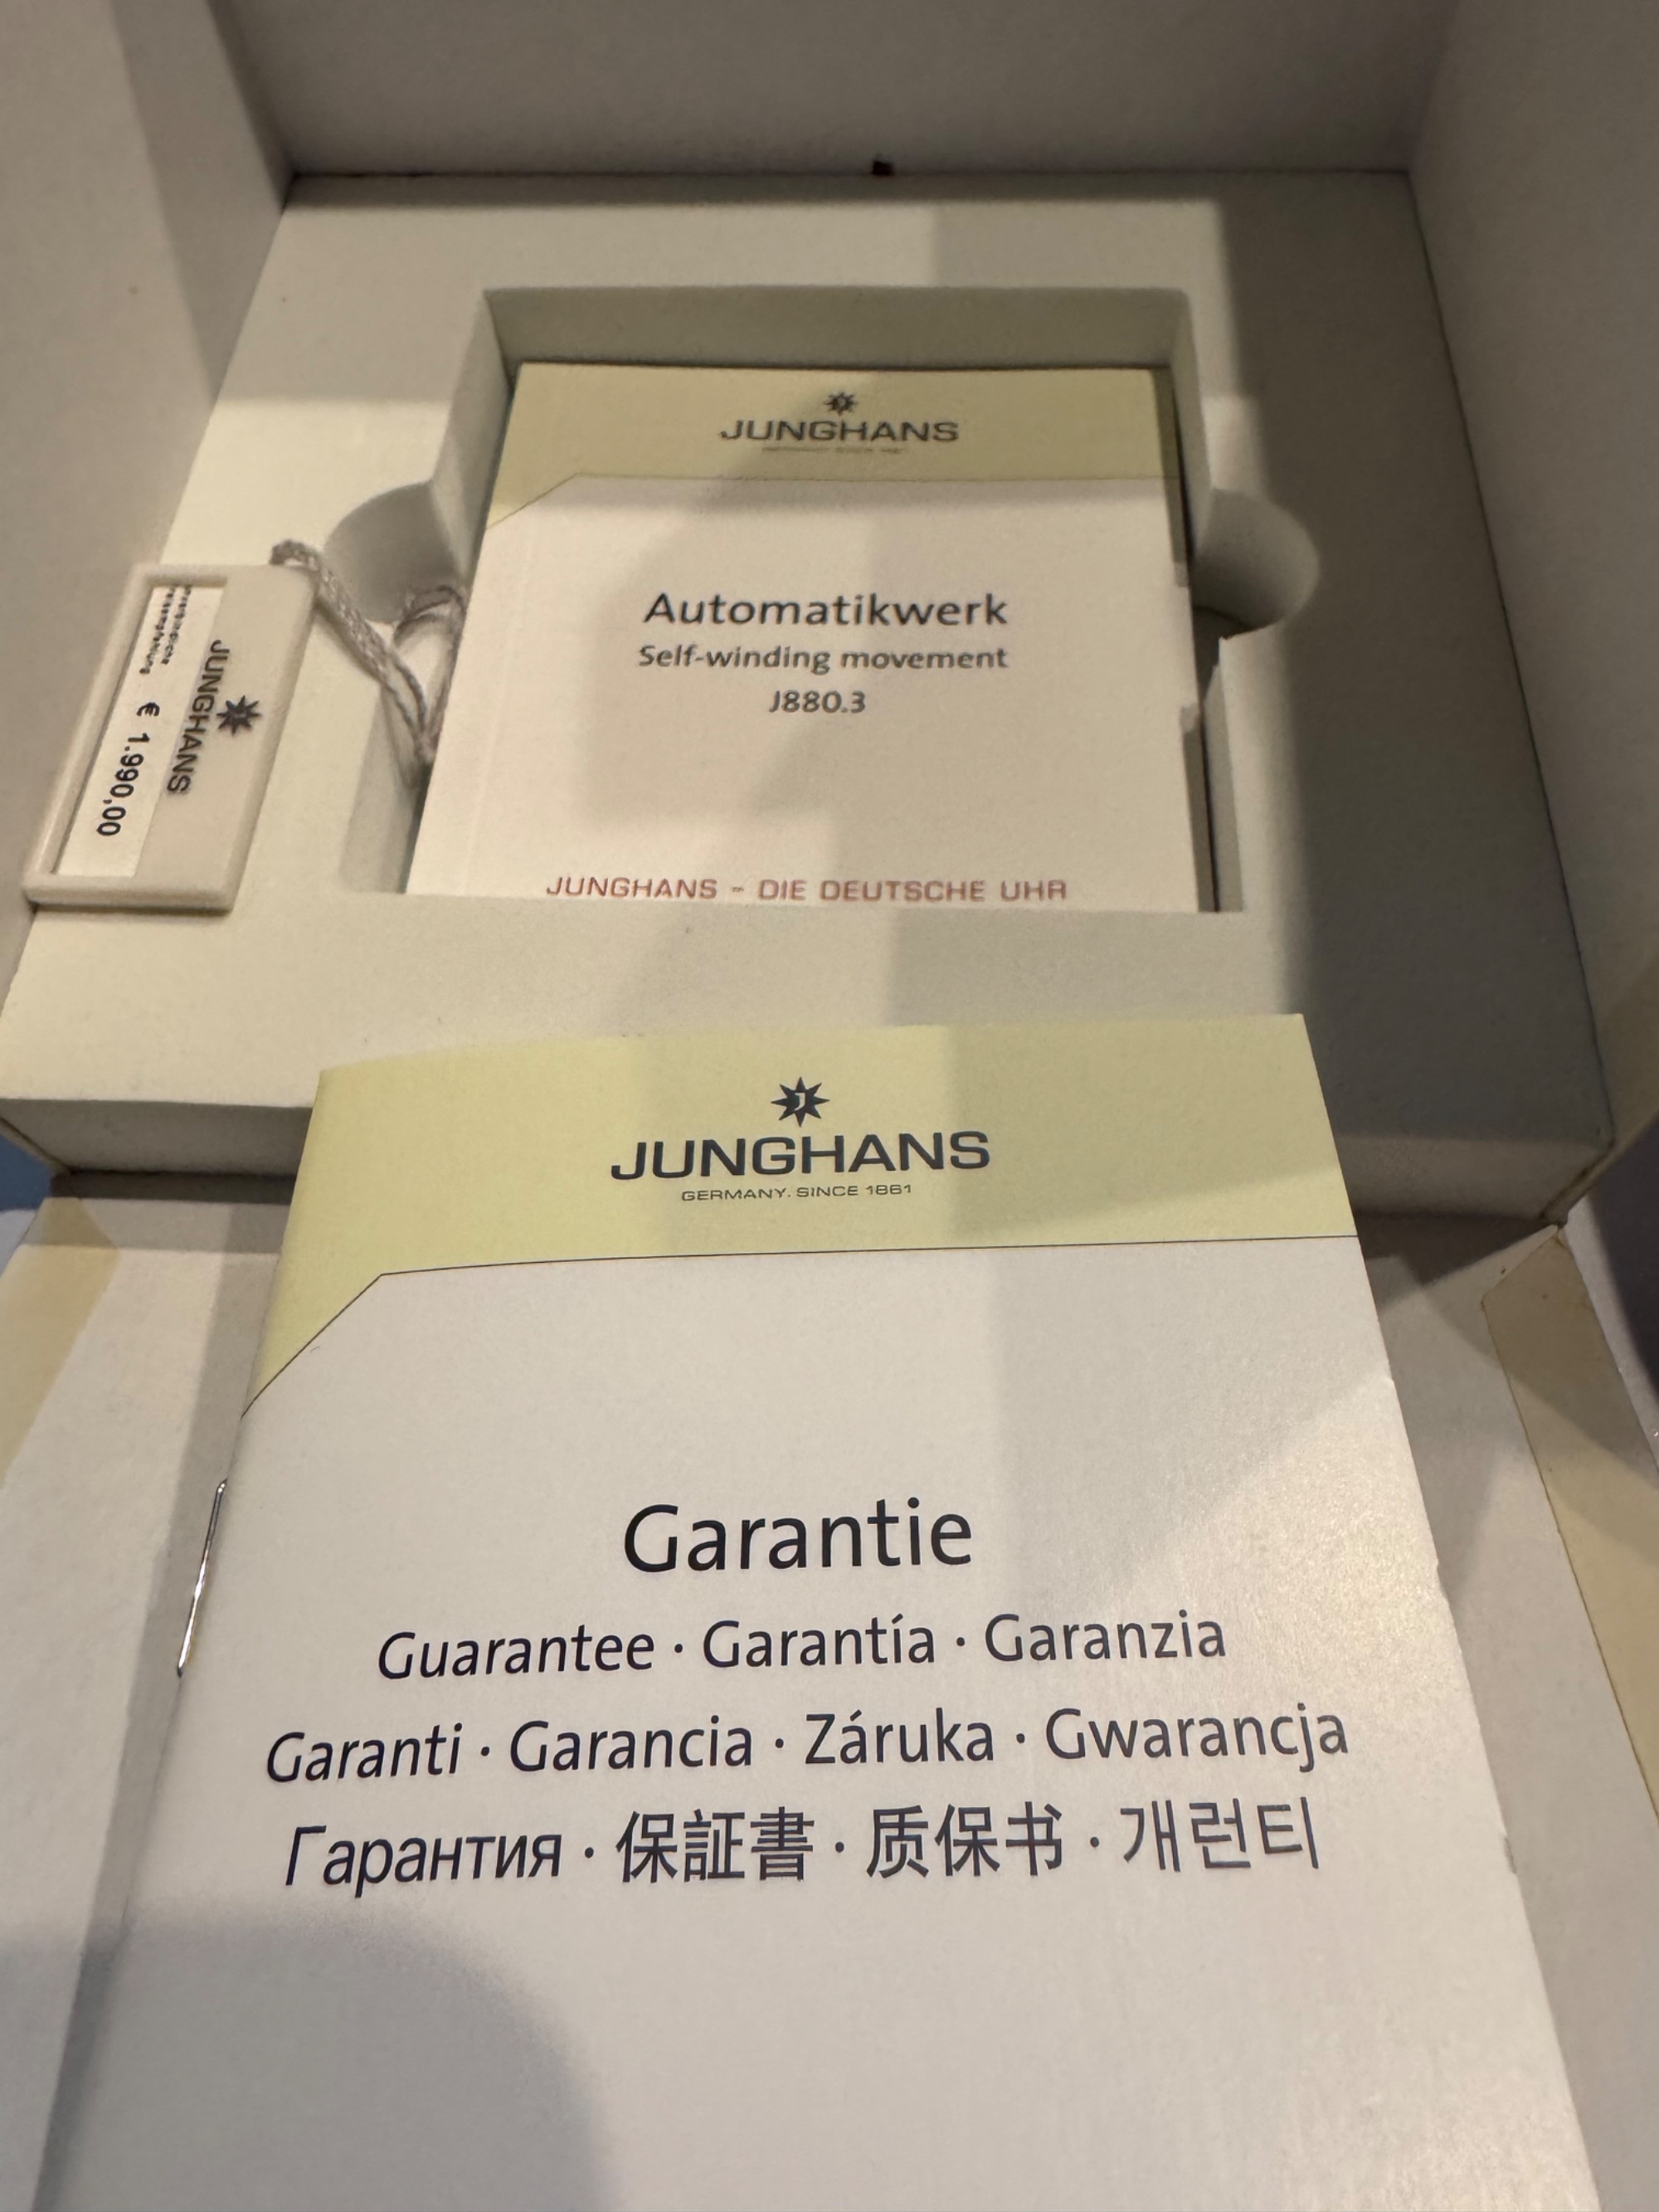 JUNGHANS
Automatikwerk
Self-winding movement
J880.3
JUNGHANS - DIE DEUTSCHE UHR
JUNGHANS
€ 1.990,00
JUNGHANS
GERMANY. SINCE 1861
Garantie
Guarantee · Garantía · Garanzia
Garanti · Garancia · Záruka · Gwarancja
Гарантия · 保証書 · 质保书 · 개런티